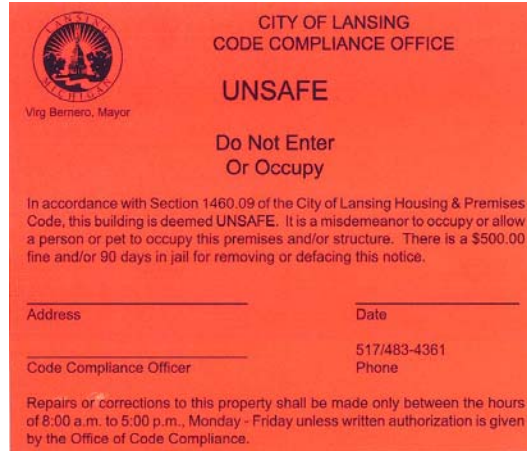 LANSING
MICHIGAN
CITY OF LANSING
CODE COMPLIANCE OFFICE
Virg Bernero, Mayor
UNSAFE
Do Not Enter
Or Occupy
In accordance with Section 1460.09 of the City of Lansing Housing & Premises
Code, this building is deemed UNSAFE. It is a misdemeanor to occupy or allow
a person or pet to occupy this premises and/or structure. There is a $500.00
fine and/or 90 days in jail for removing or defacing this notice.
Address
Date
517/483-4361
Code Compliance Officer
Phone
Repairs or corrections to this property shall be made only between the hours
of 8:00 a.m. to 5:00 p.m., Monday - Friday unless written authorization is given
by the Office of Code Compliance.